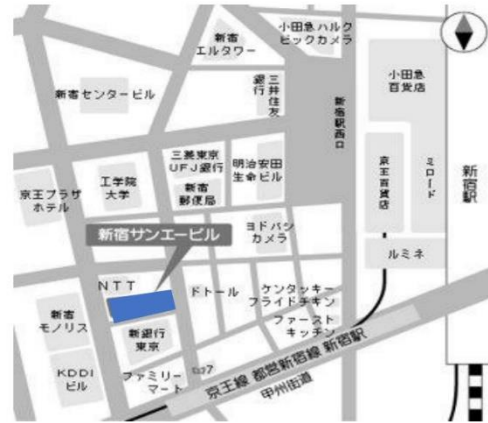 新宿
エルタワー
小田急ハルク
ビックカメラ
小田急
百貨店
新宿センタービル
三井住友
銀行
新宿駅西口
三菱東京
UFJ銀行
新宿
郵便局
明治安田
生命ビル
工学院
大学
京王プラザ
ホテル
京王百貨店
ミロード
新宿駅
新宿サンエービル
ヨドバシ
カメラ
ルミネ
NTT
ドトール
ケンタッキー
フライドチキン
ファースト
キッチン
新宿
モノリス
新銀行
東京
KDDI
ビル
ファミリー
マート
京王線 都営新宿線 新宿駅
甲州街道